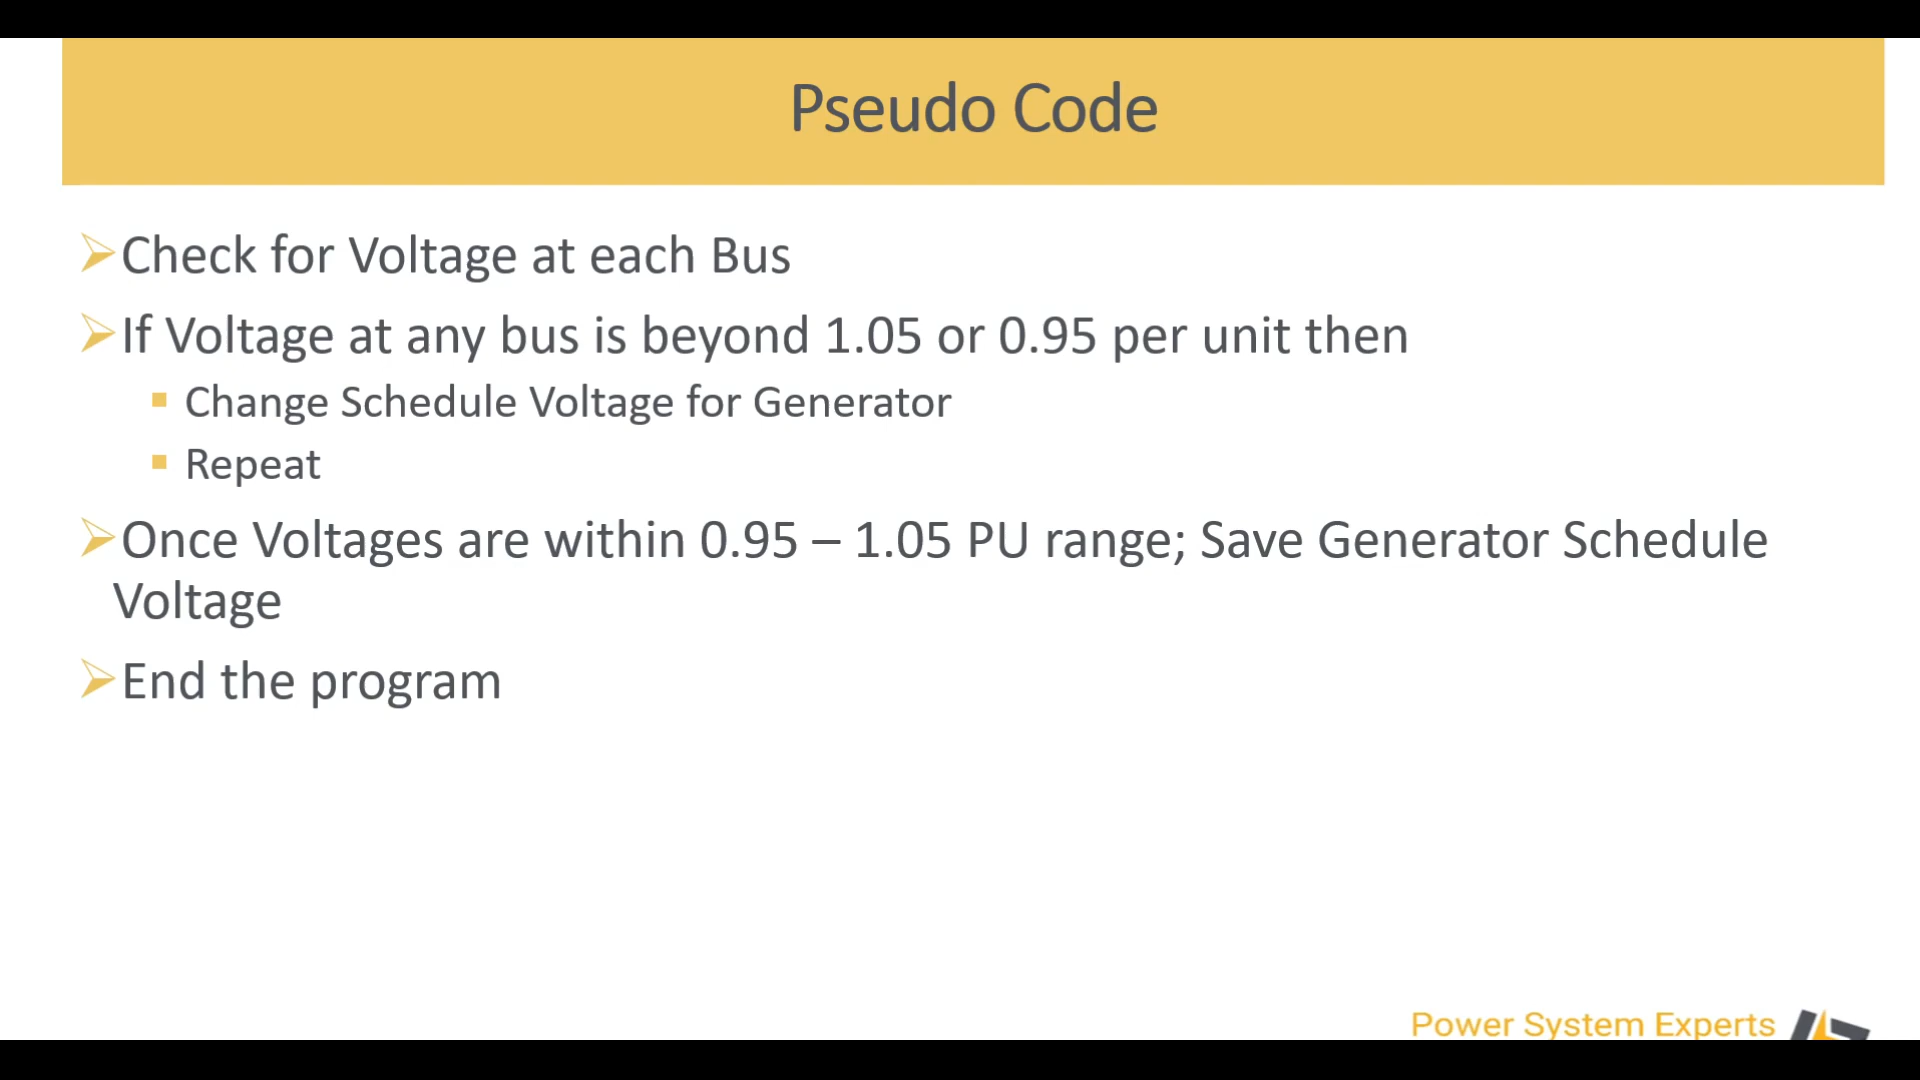 Pseudo Code
Check for Voltage at each Bus
If Voltage at any bus is beyond 1.05 or 0.95 per unit then
Change Schedule Voltage for Generator
Repeat
Once Voltages are within 0.95 – 1.05 PU range; Save Generator Schedule
Voltage
End the program
Power System Experts